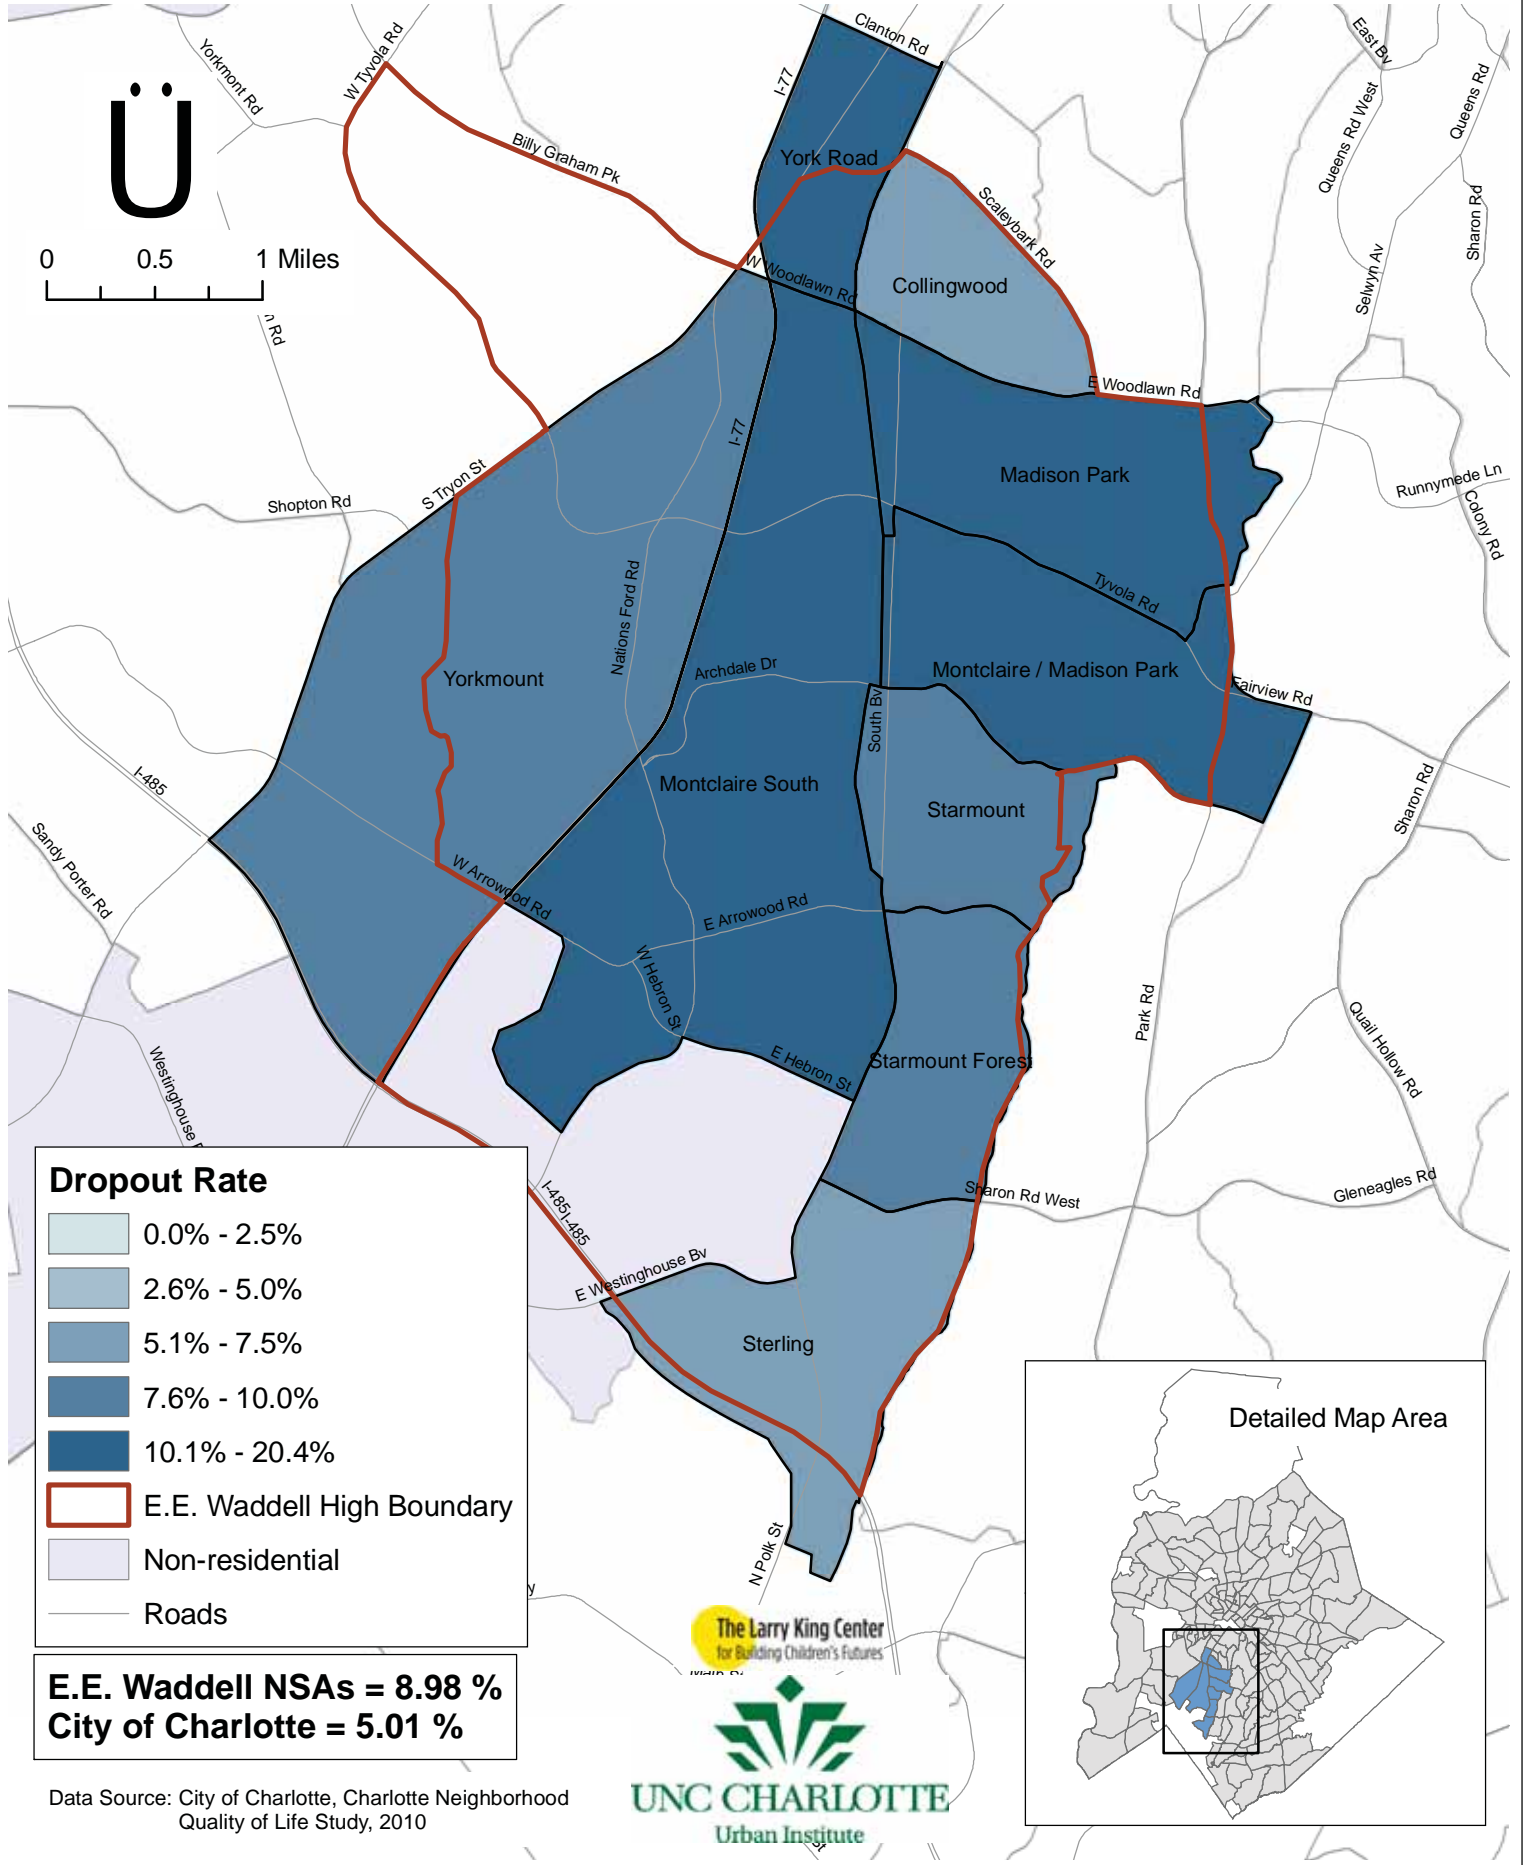 Clanton Rd
East Bv
Yorkmont Rd
W Tyvola Rd
I-77
Queens Rd West
Queens Rd
Ü
Billy Graham Pk
York Road
Scaleybark Rd
Sharon Rd
0 0.5 1 Miles
W Woodlawn Rd
Collingwood
Selwyn Av
n Rd
E Woodlawn Rd
I-77
Madison Park
Runnymede Ln
S Tryon St
Shopton Rd
Colony Rd
Nations Ford Rd
Tyvola Rd
Archdale Dr
Montclaire / Madison Park
Yorkmount
Fairview Rd
South Bv
I-485
Montclaire South
Starmount
Sharon Rd
Sandy Porter Rd
W Arrowood Rd
E Arrowood Rd
W Hebron St
Park Rd
Quail Hollow Rd
Westinghouse
E Hebron St
Starmount Forest
Sharon Rd West
Gleneagles Rd
I-485
I-485
E Westinghouse Bv
Sterling
Dropout Rate
0.0% - 2.5%
2.6% - 5.0%
5.1% - 7.5%
7.6% - 10.0%
10.1% - 20.4%
E.E. Waddell High Boundary
Non-residential
Roads
Detailed Map Area
N Polk St
y
The Larry King Center
for Building Children's Futures
E.E. Waddell NSAs = 8.98 %
City of Charlotte = 5.01 %
UNC CHARLOTTE
Urban Institute
St
Data Source: City of Charlotte, Charlotte Neighborhood
Quality of Life Study, 2010